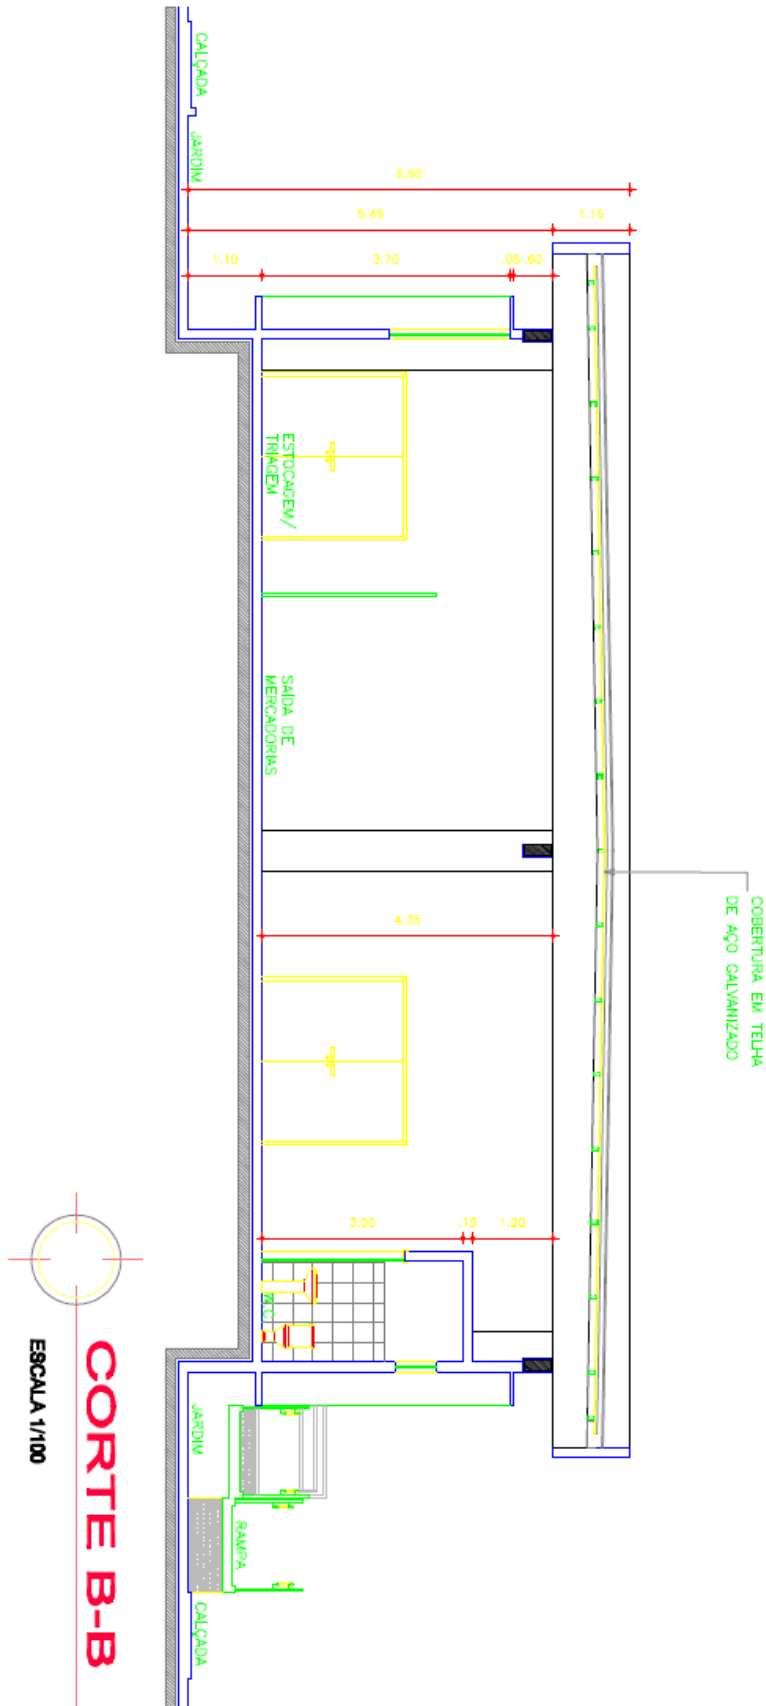 COBERTURA EM TELHA
DE AÇO GALVANIZADO
6.60
5.45
1.15
1.10
3.70
.05
.60
4.35
3.00
.15
1.20
ESTOCAGEM/
TRIAGEM
SAÍDA DE
MERCADORIAS
W.C
CALÇADA
JARDIM
JARDIM
RAMPA
CALÇADA
CORTE B-B
ESCALA 1/100